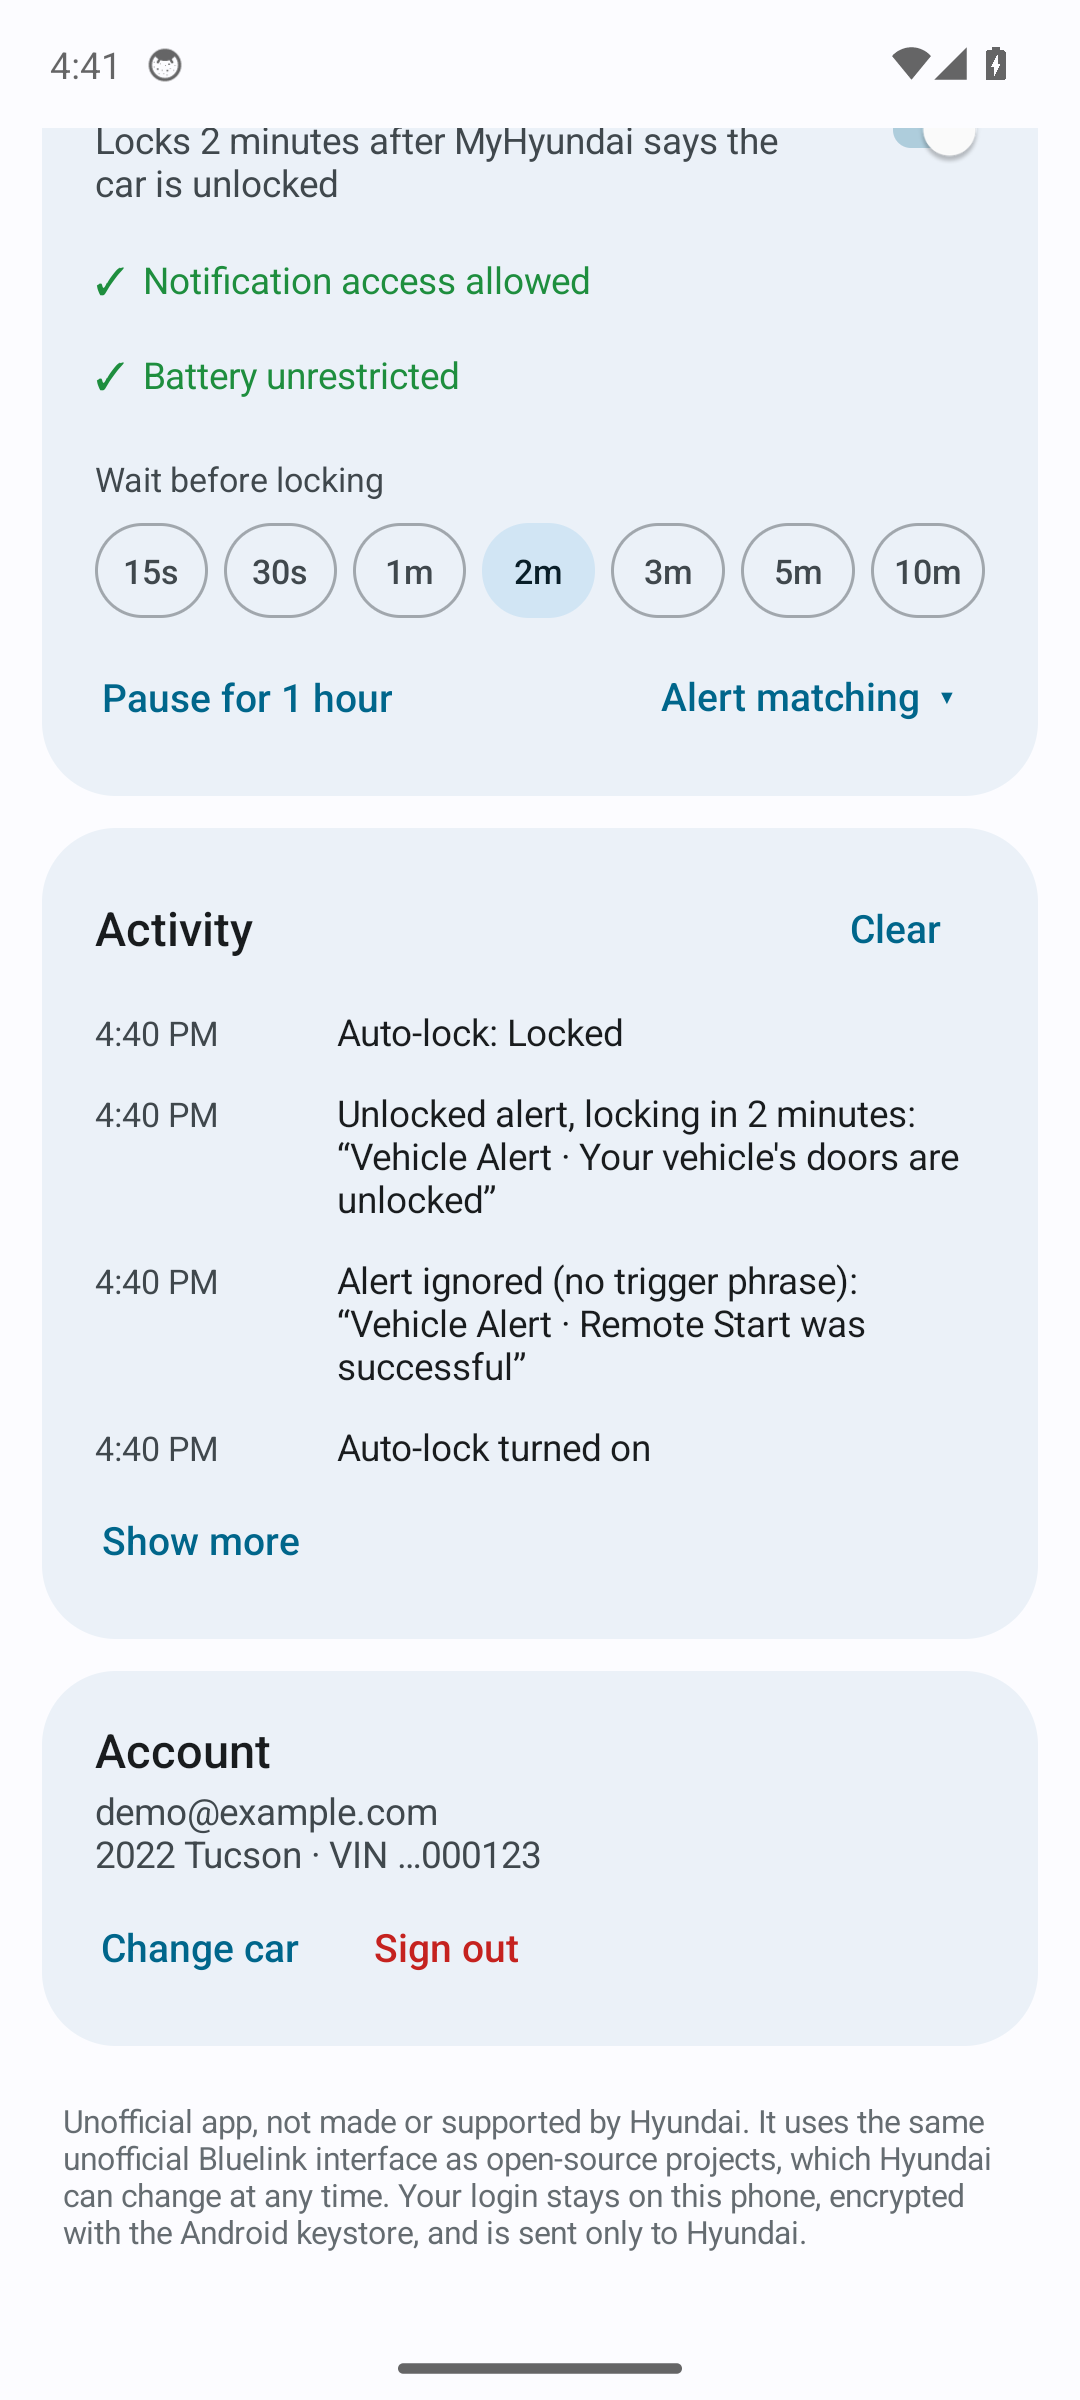 4:41
Locks 2 minutes after MyHyundai says the
car is unlocked
✓ Notification access allowed
✓ Battery unrestricted
Wait before locking
15s 30s 1m 2m 3m 5m 10m
Pause for 1 hour Alert matching ▾
Activity Clear
4:40 PM Auto-lock: Locked
4:40 PM Unlocked alert, locking in 2 minutes:
“Vehicle Alert · Your vehicle's doors are
unlocked”
4:40 PM Alert ignored (no trigger phrase):
“Vehicle Alert · Remote Start was
successful”
4:40 PM Auto-lock turned on
Show more
Account
demo@example.com
2022 Tucson · VIN …000123
Change car Sign out
Unofficial app, not made or supported by Hyundai. It uses the same
unofficial Bluelink interface as open-source projects, which Hyundai
can change at any time. Your login stays on this phone, encrypted
with the Android keystore, and is sent only to Hyundai.